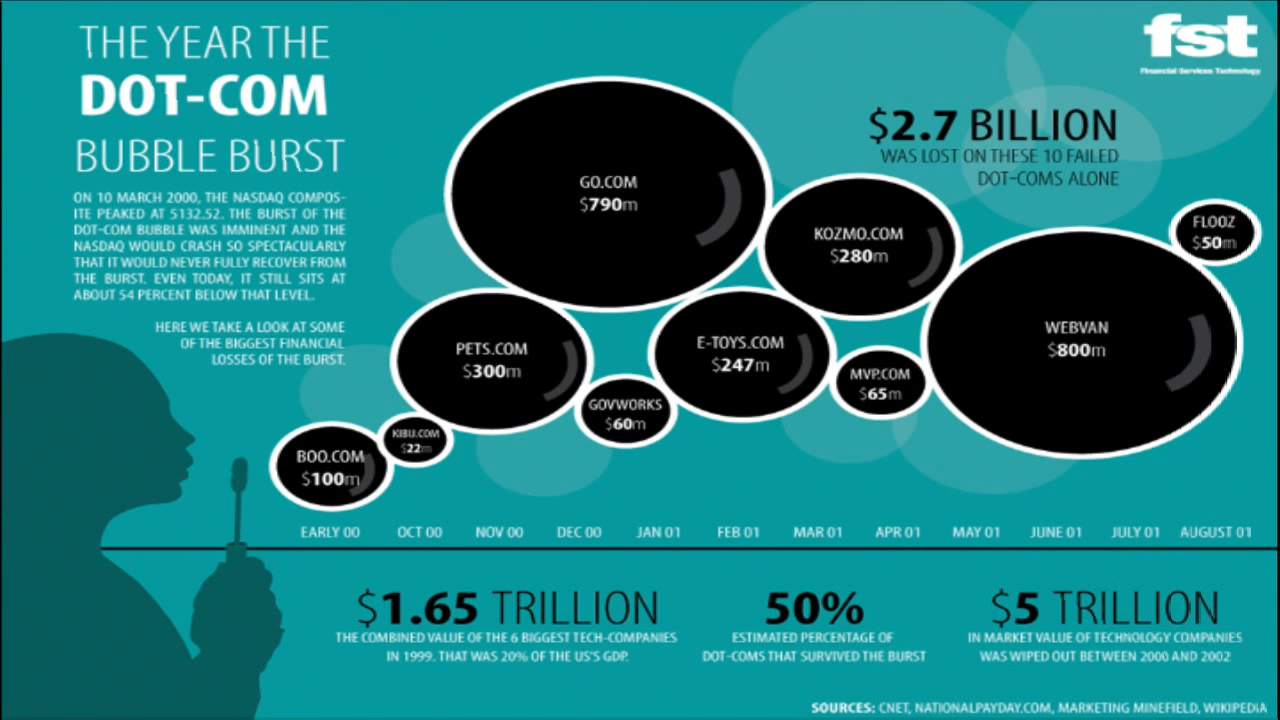 THE YEAR THE
DOT-COM
BUBBLE BURST
ON 10 MARCH 2000, THE NASDAQ COMPOS-
ITE PEAKED AT 5132.52. THE BURST OF THE
DOT-COM BUBBLE WAS IMMINENT AND THE
NASDAQ WOULD CRASH SO SPECTACULARLY
THAT IT WOULD NEVER FULLY RECOVER FROM
THE BURST. EVEN TODAY, IT STILL SITS AT
ABOUT 54 PERCENT BELOW THAT LEVEL.
HERE WE TAKE A LOOK AT SOME
OF THE BIGGEST FINANCIAL
LOSSES OF THE BURST.
fst
Financial Services Technology
$2.7 BILLION
WAS LOST ON THESE 10 FAILED
DOT-COMS ALONE
BOO.COM
$100m
KIBU.COM
$22m
PETS.COM
$300m
GO.COM
$790m
GOVWORKS
$60m
E-TOYS.COM
$247m
KOZMO.COM
$280m
MVP.COM
$65m
WEBVAN
$800m
FLOOZ
$50m
EARLY 00 OCT 00 NOV 00 DEC 00 JAN 01 FEB 01 MAR 01 APR 01 MAY 01 JUNE 01 JULY 01 AUGUST 01
$1.65 TRILLION
THE COMBINED VALUE OF THE 6 BIGGEST TECH-COMPANIES
IN 1999. THAT WAS 20% OF THE US'S GDP.
50%
ESTIMATED PERCENTAGE OF
DOT-COMS THAT SURVIVED THE BURST
$5 TRILLION
IN MARKET VALUE OF TECHNOLOGY COMPANIES
WAS WIPED OUT BETWEEN 2000 AND 2002
SOURCES: CNET, NATIONALPAYDAY.COM, MARKETING MINEFIELD, WIKIPEDIA